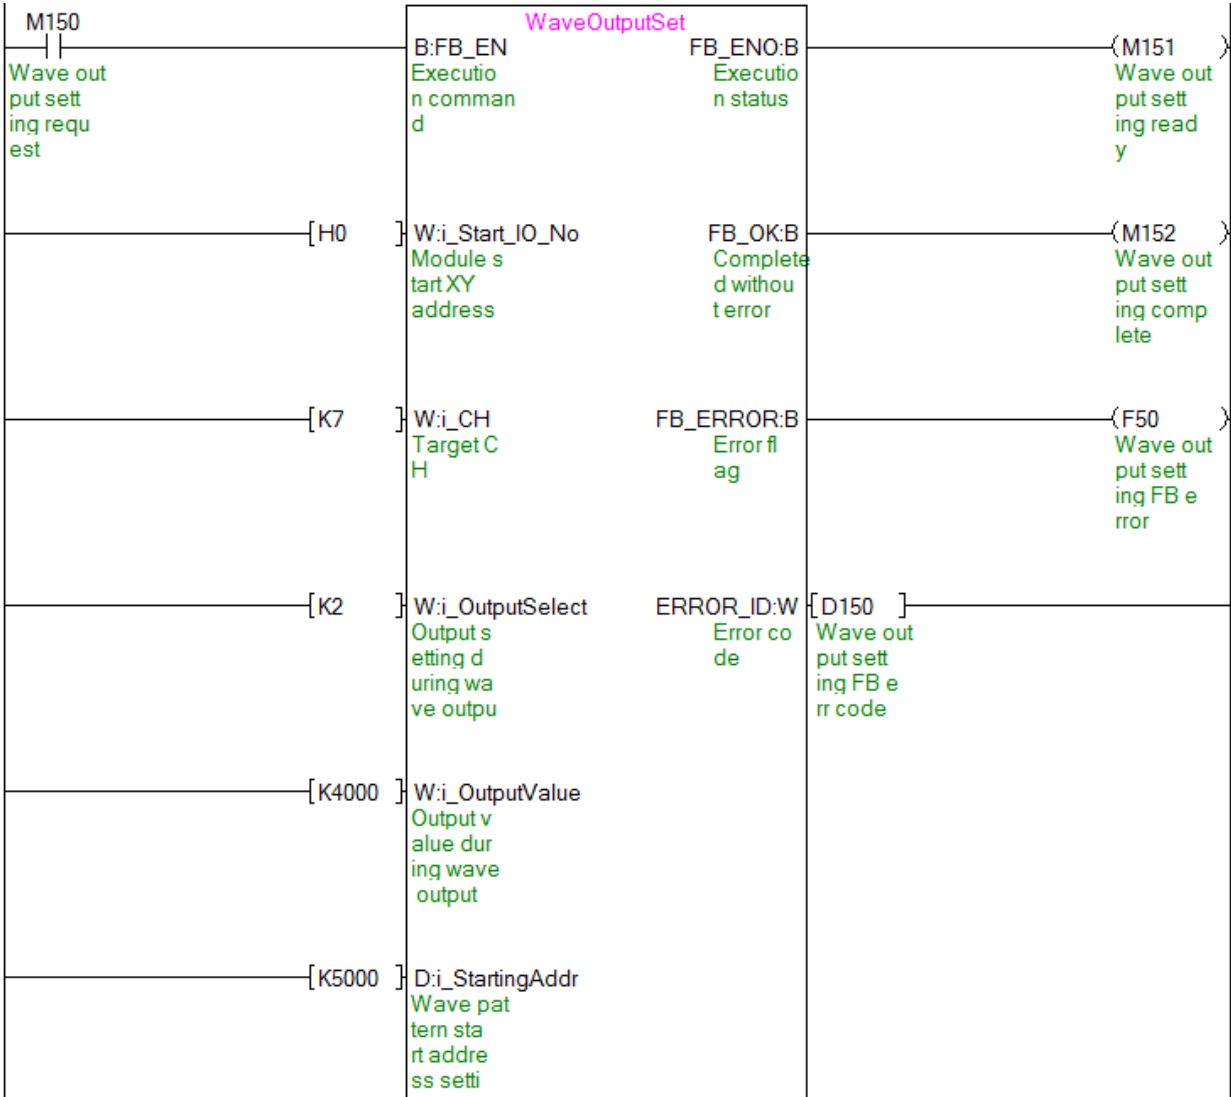 M150
Wave out
put sett
ing requ
est
WaveOutputSet
B:FB_EN
Executio
n comman
d
FB_ENO:B
Executio
n status
M151
Wave out
put sett
ing read
y
H0
W:i_Start_IO_No
Module s
tart XY
address
FB_OK:B
Complete
d withou
t error
M152
Wave out
put sett
ing comp
lete
K7
W:i_CH
Target C
H
FB_ERROR:B
Error fl
ag
F50
Wave out
put sett
ing FB e
rror
K2
W:i_OutputSelect
Output s
etting d
uring wa
ve outpu
ERROR_ID:W
Error co
de
D150
Wave out
put sett
ing FB e
rr code
K4000
W:i_OutputValue
Output v
alue dur
ing wave
output
K5000
D:i_StartingAddr
Wave pat
tern sta
rt addre
ss setti